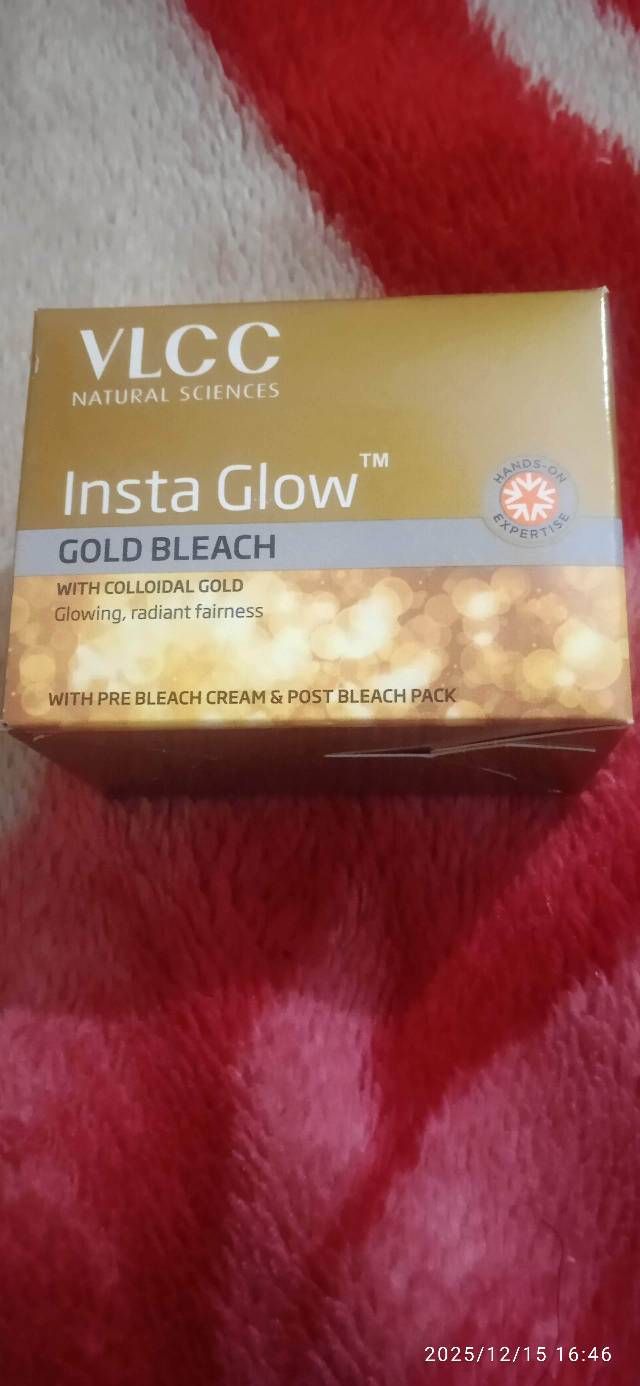 VLCC
NATURAL SCIENCES
Insta Glow™
HANDS-ON
EXPERTISE
GOLD BLEACH
WITH COLLOIDAL GOLD
Glowing, radiant fairness
WITH PRE BLEACH CREAM & POST BLEACH PACK
2025/12/15 16:46